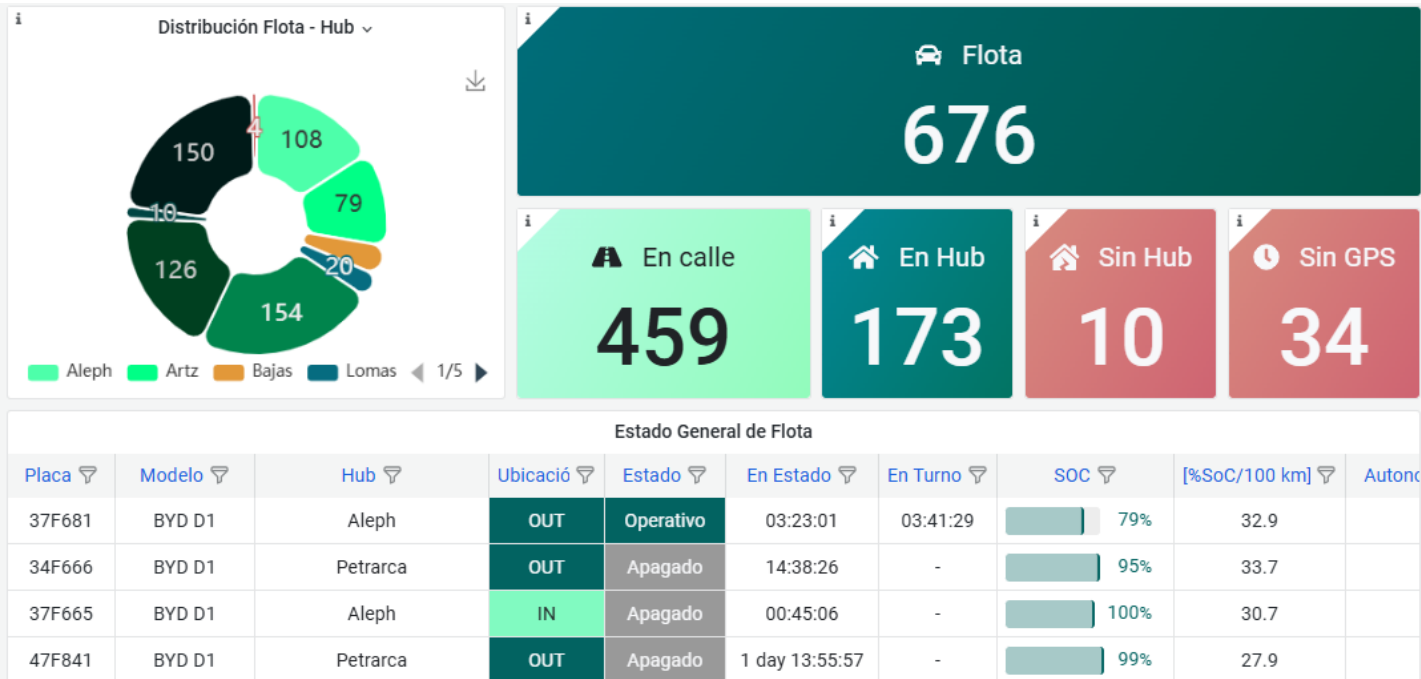 Distribución Flota - Hub
4
108
150
79
10
20
126
154
Aleph Artz Bajas Lomas 1/5
Flota
676
En calle
459
En Hub
173
Sin Hub
10
Sin GPS
34
Estado General de Flota
Placa Modelo Hub Ubicació Estado En Estado En Turno SOC [%SoC/100 km] Autono
37F681 BYD D1 Aleph OUT Operativo 03:23:01 03:41:29 79% 32.9
34F666 BYD D1 Petrarca OUT Apagado 14:38:26 - 95% 33.7
37F665 BYD D1 Aleph IN Apagado 00:45:06 - 100% 30.7
47F841 BYD D1 Petrarca OUT Apagado 1 day 13:55:57 - 99% 27.9